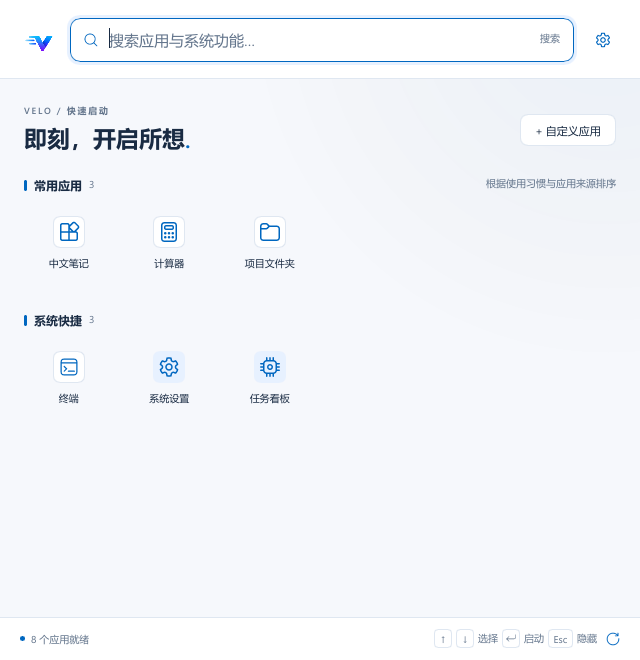 搜索应用与系统功能...
搜索
VELO / 快速启动
即刻，开启所想.
+ 自定义应用
常用应用 3
根据使用习惯与应用来源排序
中文笔记
计算器
项目文件夹
系统快捷 3
终端
系统设置
任务看板
8 个应用就绪
↑ ↓ 选择 ↵ 启动 Esc 隐藏